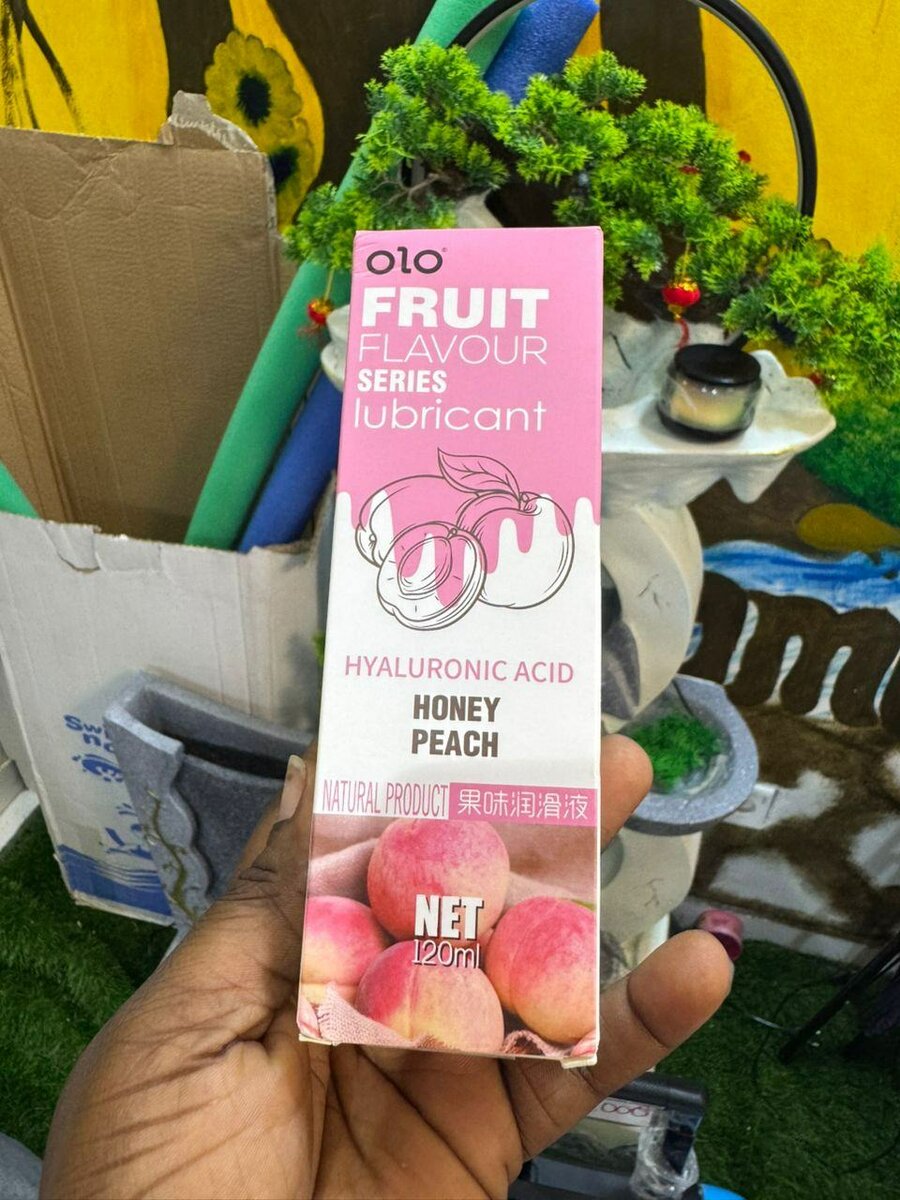 olo®
FRUIT
FLAVOUR
SERIES
lubricant
HYALURONIC ACID
HONEY
PEACH
NATURAL PRODUCT 果味润滑液
NET
120ml